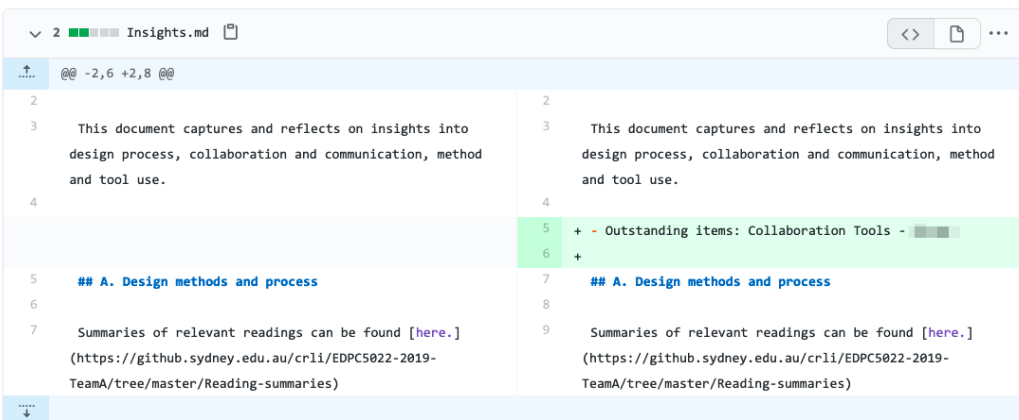 2 Insights.md
@@ -2,6 +2,8 @@
2
3 This document captures and reflects on insights into
design process, collaboration and communication, method
and tool use.
4
5 ## A. Design methods and process
6
7 Summaries of relevant readings can be found [here.]
(https://github.sydney.edu.au/crli/EDPC5022-2019-
TeamA/tree/master/Reading-summaries)
2
3 This document captures and reflects on insights into
design process, collaboration and communication, method
and tool use.
4
5 + - Outstanding items: Collaboration Tools -
6 +
7 ## A. Design methods and process
8
9 Summaries of relevant readings can be found [here.]
(https://github.sydney.edu.au/crli/EDPC5022-2019-
TeamA/tree/master/Reading-summaries)